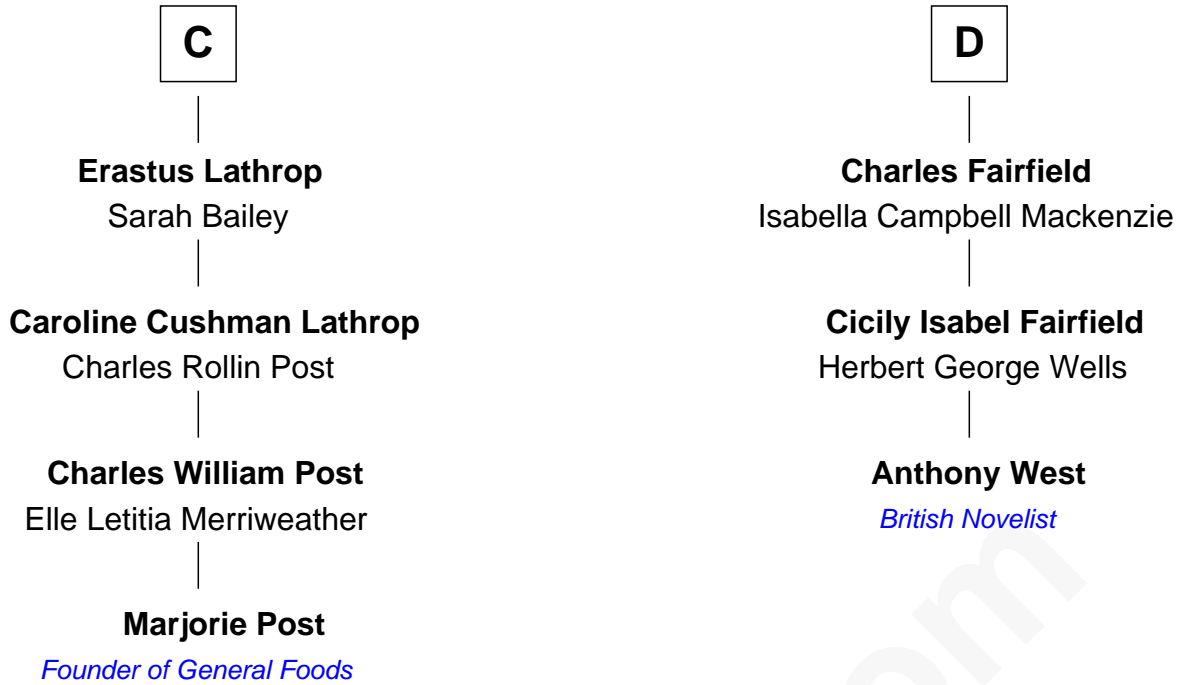 C
Erastus Lathrop
Sarah Bailey
Caroline Cushman Lathrop
Charles Rollin Post
Charles William Post
Elle Letitia Merriweather
Marjorie Post
Founder of General Foods
D
Charles Fairfield
Isabella Campbell Mackenzie
Cicily Isabel Fairfield
Herbert George Wells
Anthony West
British Novelist
om